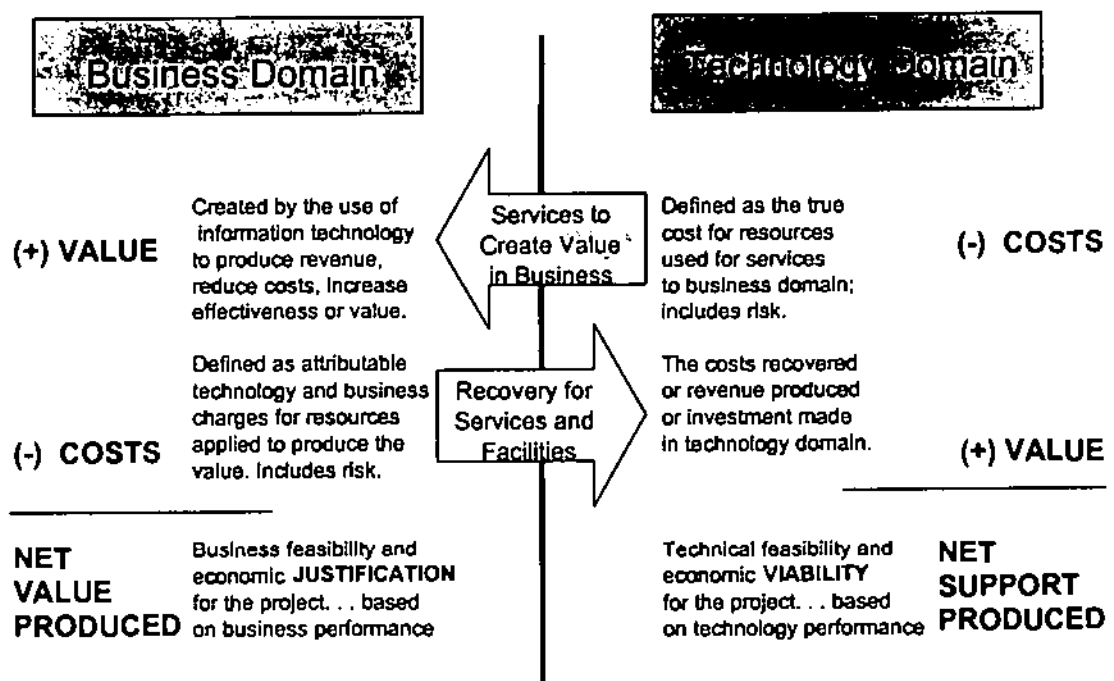 Business Domain
Technology Domain
(+) VALUE
Created by the use of
information technology
to produce revenue,
reduce costs, increase
effectiveness or value.
Services to
Create Value
in Business
Defined as the true
cost for resources
used for services
to business domain;
includes risk.
(-) COSTS
(-) COSTS
Defined as attributable
technology and business
charges for resources
applied to produce the
value. Includes risk.
Recovery for
Services and
Facilities
The costs recovered
or revenue produced
or investment made
in technology domain.
(+) VALUE
NET
VALUE
PRODUCED
Business feasibility and
economic JUSTIFICATION
for the project. . . based
on business performance
Technical feasibility and
economic VIABILITY
for the project. . . based
on technology performance
NET
SUPPORT
PRODUCED